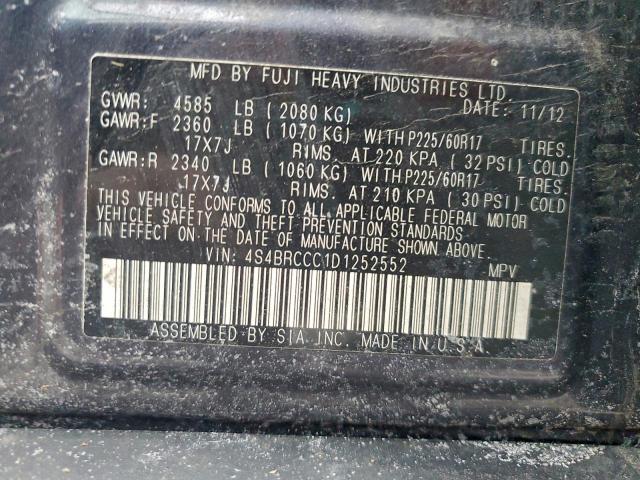 MFD BY FUJI HEAVY INDUSTRIES LTD.
GVWR: 4585 LB (2080 KG) DATE: 11/12
GAWR:F 2360 LB (1070 KG) WITH P225/60R17 TIRES.
17X7J RIMS. AT 220 KPA (32 PSI) COLD
GAWR:R 2340 LB (1060 KG) WITH P225/60R17 TIRES.
17X7J RIMS. AT 210 KPA (30 PSI) COLD
THIS VEHICLE CONFORMS TO ALL APPLICABLE FEDERAL MOTOR
VEHICLE SAFETY AND THEFT PREVENTION STANDARDS
IN EFFECT ON THE DATE OF MANUFACTURE SHOWN ABOVE.
VIN: 4S4BRCCC1D1252552 MPV
ASSEMBLED BY SIA.INC. MADE IN U.S.A.